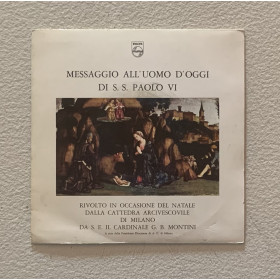 PHILIPS
MESSAGGIO ALL'UOMO D'OGGI
DI S. S. PAOLO VI
RIVOLTO IN OCCASIONE DEL NATALE
DALLA CATTEDRA ARCIVESCOVILE
DI MILANO
DA S. E. IL CARDINALE G. B. MONTINI